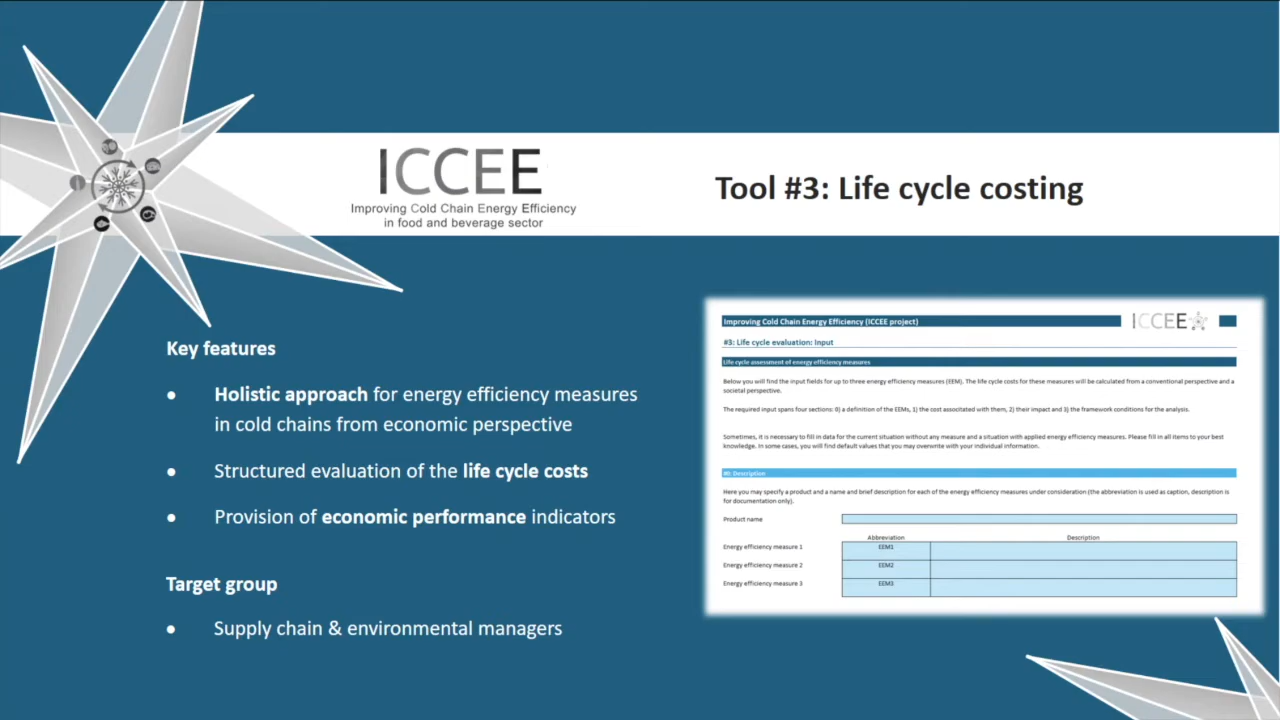 ICCEE
Improving Cold Chain Energy Efficiency
in food and beverage sector
Tool #3: Life cycle costing
Key features
• Holistic approach for energy efficiency measures
in cold chains from economic perspective
• Structured evaluation of the life cycle costs
• Provision of economic performance indicators
Target group
• Supply chain & environmental managers
Improving Cold Chain Energy Efficiency (ICCEE project)
ICCEE
#3: Life cycle evaluation: Input
Life cycle assessment of energy efficiency measures
Below you will find the input fields for up to three energy efficiency measures (EEM). The life cycle costs for these measures will be calculated from a conventional perspective and a
societal perspective.
The required input spans four sections: 0) a definition of the EEMs, 1) the cost associtated with them, 2) their impact and 3) the framework conditions for the analysis.
Sometimes, it is necessary to fill in data for the current situation without any measure and a situation with applied energy efficiency measures. Please fill in all items to your best
knowledge. In some cases, you will find default values that you may overwrite with your individual information.
#0: Description
Here you may specify a product and a name and brief description for each of the energy efficiency measures under consideration (the abbreviation is used as caption, description is
for documentation only).
Product name
Abbreviation Description
Energy efficiency measure 1 EEM1
Energy efficiency measure 2 EEM2
Energy efficiency measure 3 EEM3